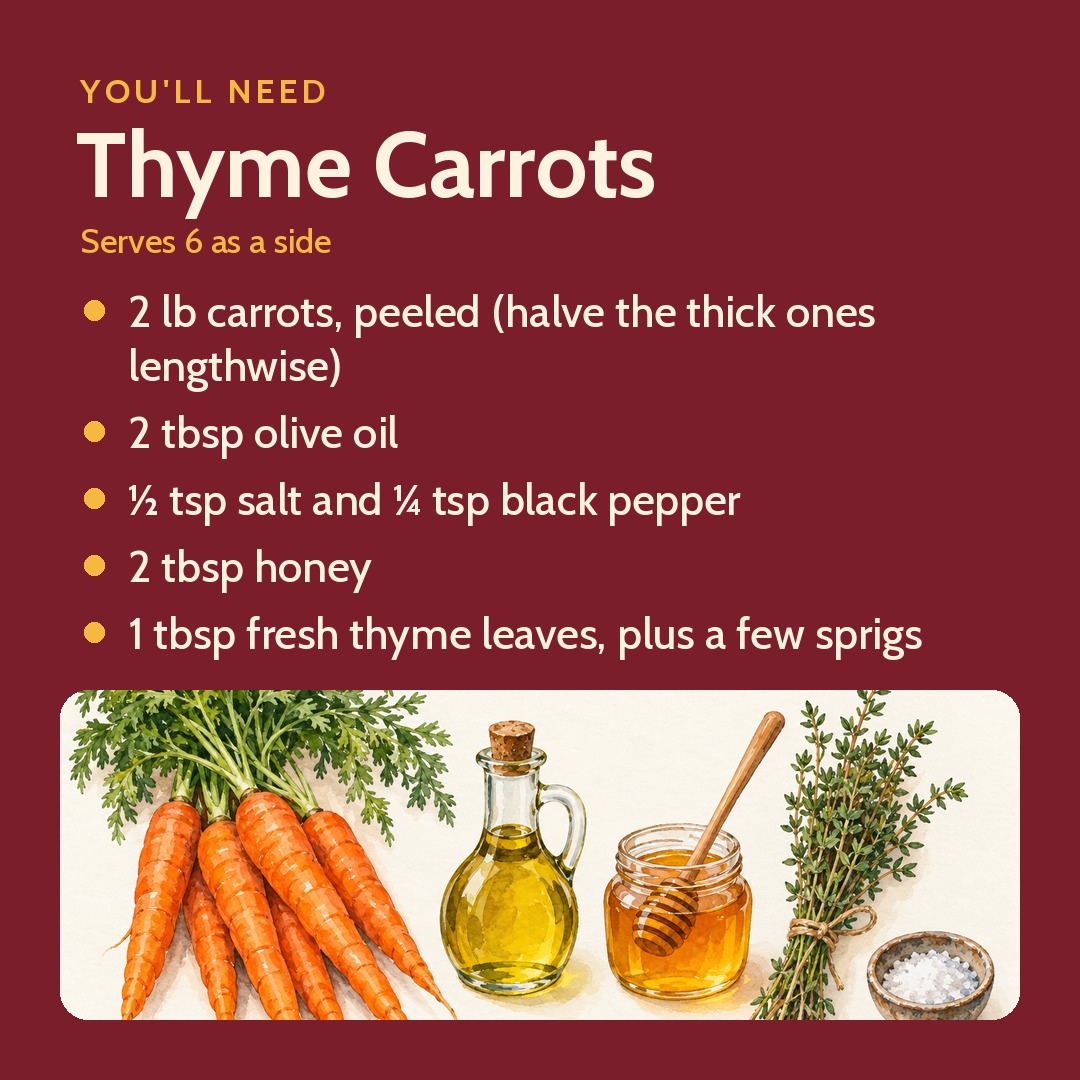 YOU'LL NEED
Thyme Carrots
Serves 6 as a side
2 lb carrots, peeled (halve the thick ones
lengthwise)
2 tbsp olive oil
½ tsp salt and ¼ tsp black pepper
2 tbsp honey
1 tbsp fresh thyme leaves, plus a few sprigs